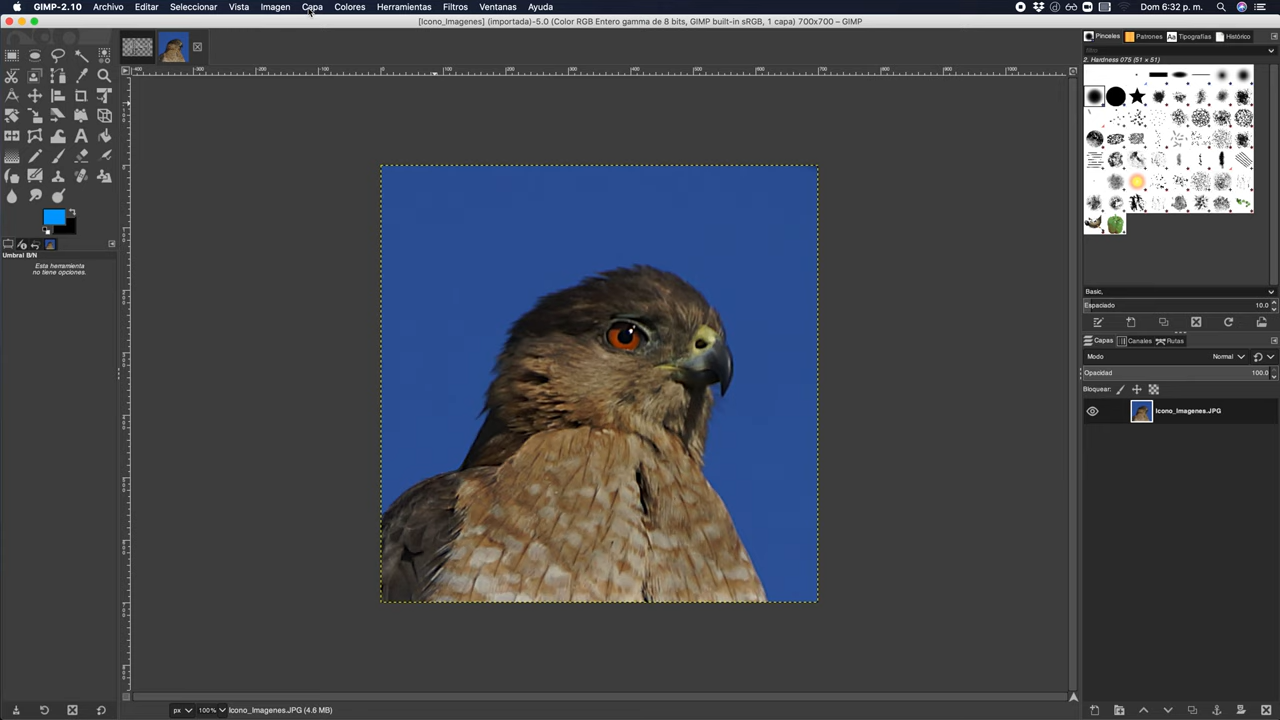 GIMP-2.10 Archivo Editar Seleccionar Vista Imagen Capa Colores Herramientas Filtros Ventanas Ayuda Dom 6:32 p. m.
[Icono_Imagenes] (importada)-5.0 (Color RGB Entero gamma de 8 bits, GIMP built-in sRGB, 1 capa) 700x700 – GIMP
Pinceles Patrones Aa Tipografías Histórico
filtro
2. Hardness 075 (51 x 51)
Umbral B/N
Esta herramienta
no tiene opciones.
Basic,
Espaciado 10.0
Capas Canales Rutas
Modo Normal
Opacidad 100.0
Bloquear:
Icono_Imagenes.JPG
px 100% Icono_Imagenes.JPG (4.6 MB)